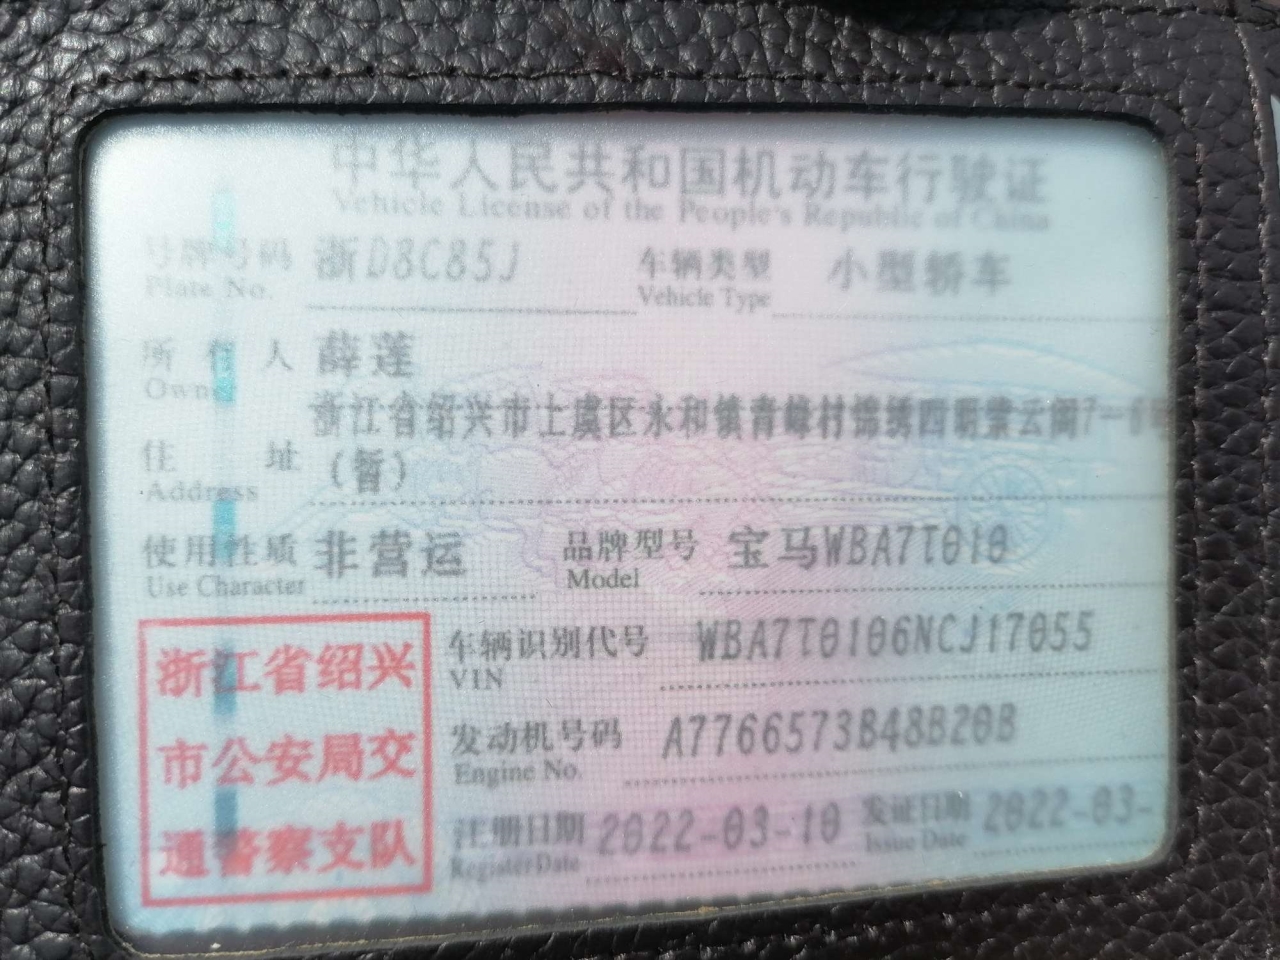 中华人民共和国机动车行驶证
Vehicle License of the People's Republic of China
号牌号码 浙D8C85J 车辆类型 小型轿车
Plate No. Vehicle Type
所有人 薛莲
Owner
浙江省绍兴市上虞区永和镇青峰村锦绣四明紫云阁7-6号
住址 (暂)
Address
使用性质 非营运 品牌型号 宝马WBA7T010
Use Character Model
浙江省绍兴
市公安局交
通警察支队
车辆识别代号 WBA7T0106NCJ17055
VIN
发动机号码 A7766573B48B20B
Engine No.
注册日期 2022-03-10 发证日期 2022-03-
Register Date Issue Date